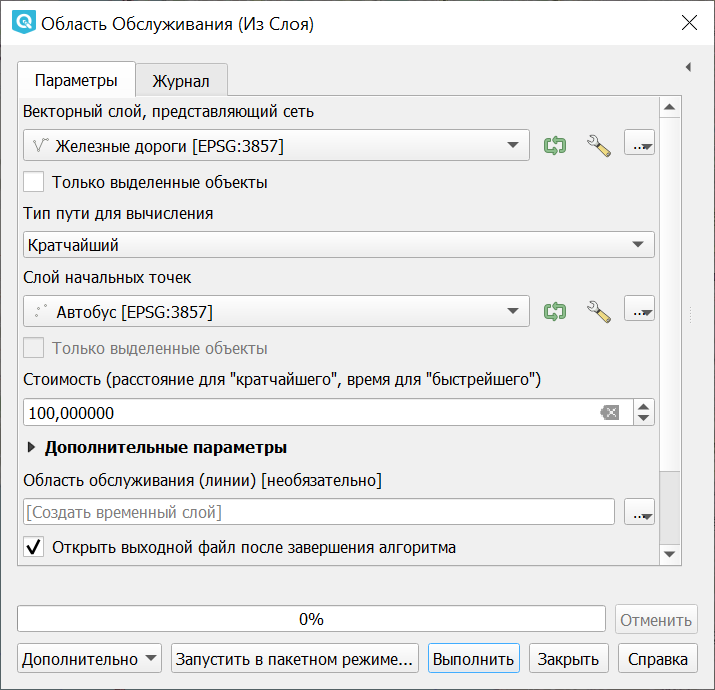 Область Обслуживания (Из Слоя)
Параметры
Журнал
Векторный слой, представляющий сеть
Железные дороги [EPSG:3857]
...
Только выделенные объекты
Тип пути для вычисления
Кратчайший
Слой начальных точек
Автобус [EPSG:3857]
...
Только выделенные объекты
Стоимость (расстояние для "кратчайшего", время для "быстрейшего")
100,000000
Дополнительные параметры
Область обслуживания (линии) [необязательно]
[Создать временный слой]
...
Открыть выходной файл после завершения алгоритма
0%
Отменить
Дополнительно
Запустить в пакетном режиме...
Выполнить
Закрыть
Справка